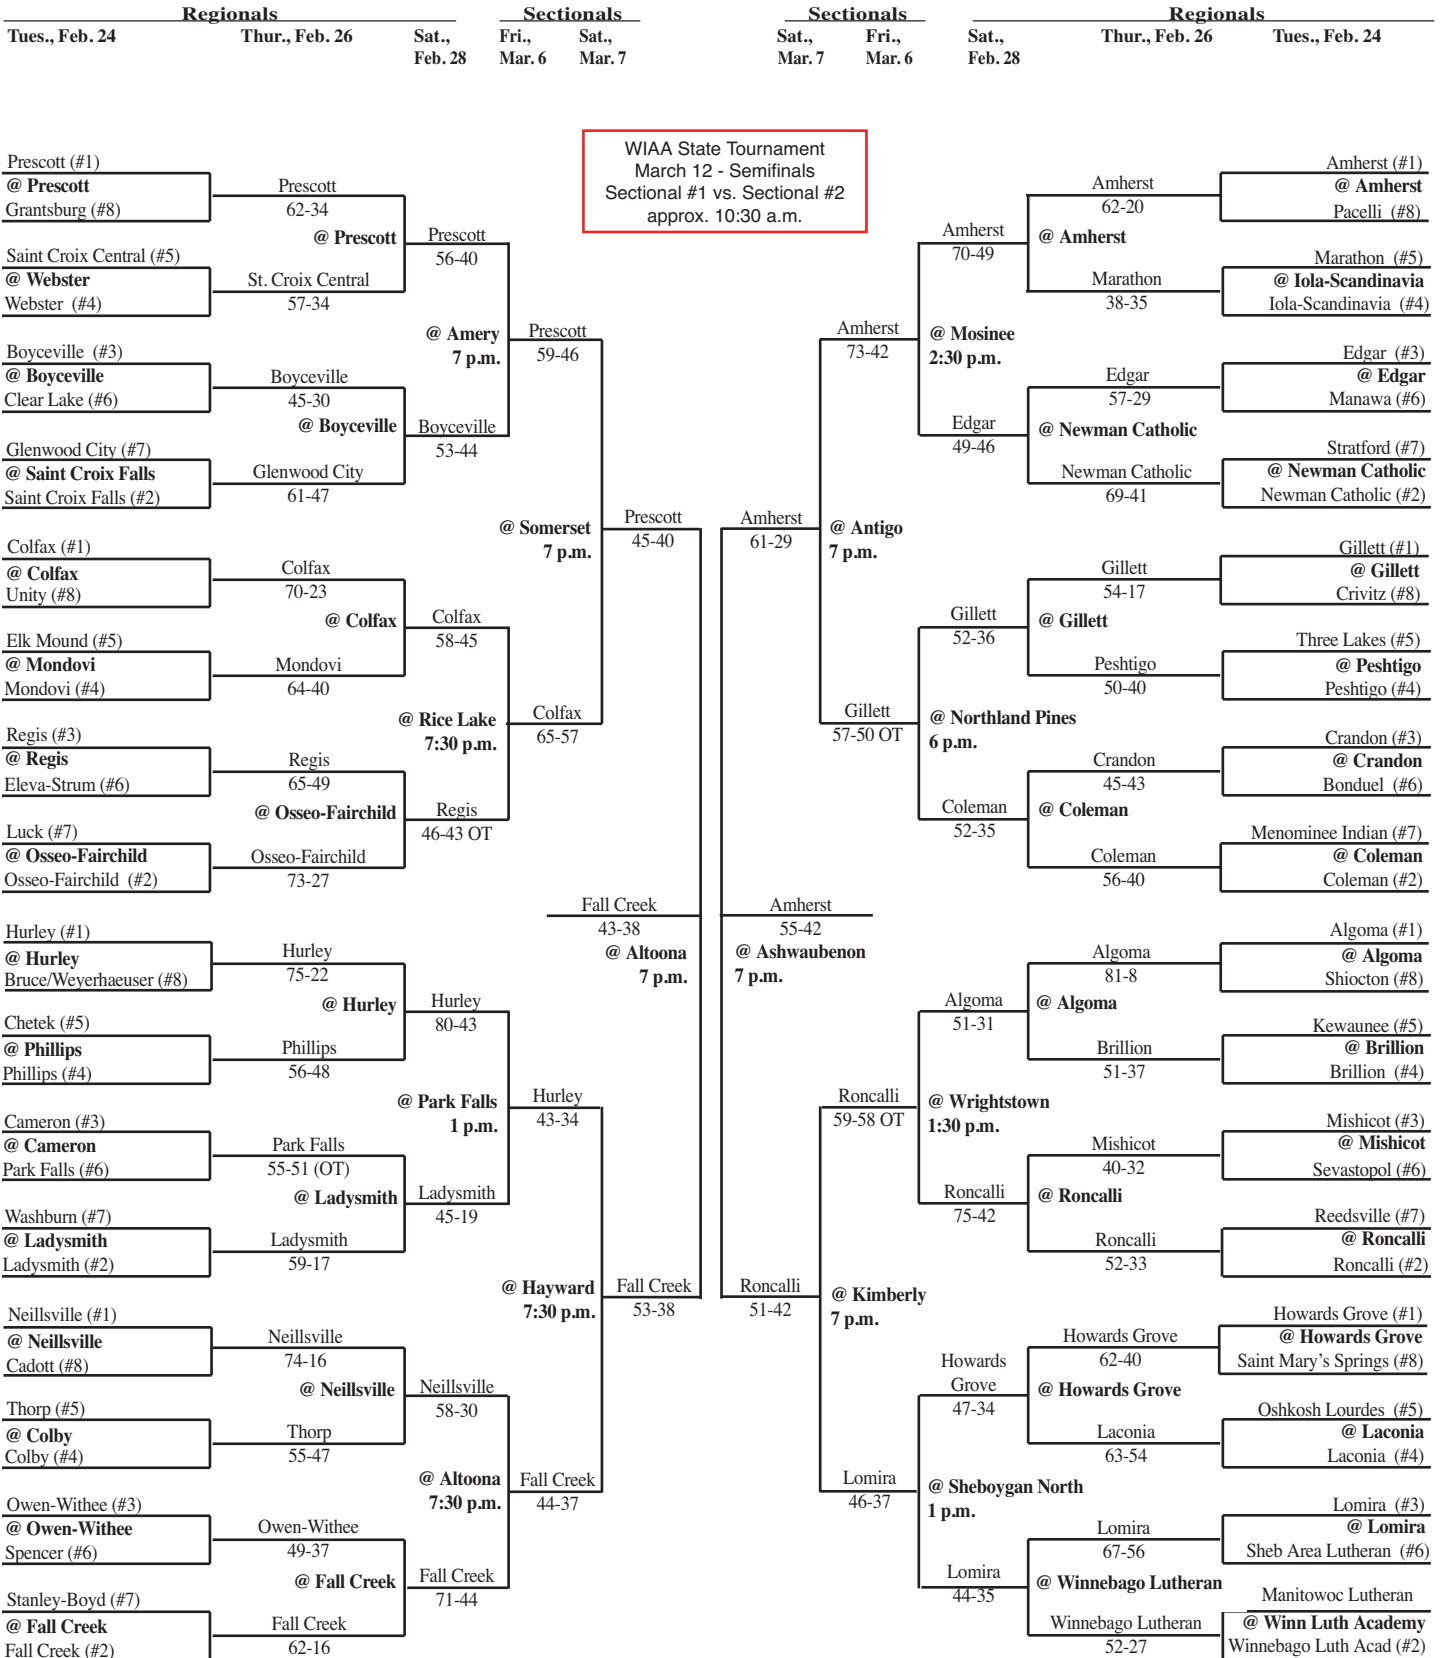 Regionals
Sectionals
Sectionals
Regionals
Tues., Feb. 24
Thur., Feb. 26
Sat.,
Feb. 28
Fri.,
Mar. 6
Sat.,
Mar. 7
Sat.,
Mar. 7
Fri.,
Mar. 6
Sat.,
Feb. 28
Thur., Feb. 26
Tues., Feb. 24
WIAA State Tournament
March 12 - Semifinals
Sectional #1 vs. Sectional #2
approx. 10:30 a.m.
Prescott (#1)
@ Prescott
Grantsburg (#8)
Saint Croix Central (#5)
@ Webster
Webster (#4)
Boyceville (#3)
@ Boyceville
Clear Lake (#6)
Glenwood City (#7)
@ Saint Croix Falls
Saint Croix Falls (#2)
Colfax (#1)
@ Colfax
Unity (#8)
Elk Mound (#5)
@ Mondovi
Mondovi (#4)
Regis (#3)
@ Regis
Eleva-Strum (#6)
Luck (#7)
@ Osseo-Fairchild
Osseo-Fairchild (#2)
Hurley (#1)
@ Hurley
Bruce/Weyerhaeuser (#8)
Chetek (#5)
@ Phillips
Phillips (#4)
Cameron (#3)
@ Cameron
Park Falls (#6)
Washburn (#7)
@ Ladysmith
Ladysmith (#2)
Neillsville (#1)
@ Neillsville
Cadott (#8)
Thorp (#5)
@ Colby
Colby (#4)
Owen-Withee (#3)
@ Owen-Withee
Spencer (#6)
Stanley-Boyd (#7)
@ Fall Creek
Fall Creek (#2)
Prescott
62-34
@ Prescott
St. Croix Central
57-34
Boyceville
45-30
@ Boyceville
Glenwood City
61-47
Colfax
70-23
@ Colfax
Mondovi
64-40
Regis
65-49
@ Osseo-Fairchild
Osseo-Fairchild
73-27
Hurley
75-22
@ Hurley
Phillips
56-48
Park Falls
55-51 (OT)
@ Ladysmith
Ladysmith
59-17
Neillsville
74-16
@ Neillsville
Thorp
55-47
Owen-Withee
49-37
@ Fall Creek
Fall Creek
62-16
Prescott
56-40
@ Amery
7 p.m.
Boyceville
53-44
Colfax
58-45
@ Rice Lake
7:30 p.m.
Regis
46-43 OT
Hurley
80-43
@ Park Falls
1 p.m.
Ladysmith
45-19
Neillsville
58-30
@ Altoona
7:30 p.m.
Fall Creek
71-44
Prescott
59-46
@ Somerset
7 p.m.
Colfax
65-57
Hurley
43-34
@ Hayward
7:30 p.m.
Fall Creek
44-37
Prescott
45-40
Fall Creek
43-38
@ Altoona
7 p.m.
Fall Creek
53-38
Amherst
61-29
Amherst
55-42
@ Ashwaubenon
7 p.m.
Roncalli
51-42
Amherst
73-42
@ Antigo
7 p.m.
Gillett
57-50 OT
Roncalli
59-58 OT
@ Kimberly
7 p.m.
Lomira
46-37
Amherst
70-49
@ Mosinee
2:30 p.m.
Edgar
49-46
Gillett
52-36
@ Northland Pines
6 p.m.
Coleman
52-35
Algoma
51-31
@ Wrightstown
1:30 p.m.
Roncalli
75-42
Howards
Grove
47-34
@ Sheboygan North
1 p.m.
Lomira
44-35
Amherst
62-20
@ Amherst
Marathon
38-35
Edgar
57-29
@ Newman Catholic
Newman Catholic
69-41
Gillett
54-17
@ Gillett
Peshtigo
50-40
Crandon
45-43
@ Coleman
Coleman
56-40
Algoma
81-8
@ Algoma
Brillion
51-37
Mishicot
40-32
@ Roncalli
Roncalli
52-33
Howards Grove
62-40
@ Howards Grove
Laconia
63-54
Lomira
67-56
@ Winnebago Lutheran
Winnebago Lutheran
52-27
Amherst (#1)
@ Amherst
Pacelli (#8)
Marathon (#5)
@ Iola-Scandinavia
Iola-Scandinavia (#4)
Edgar (#3)
@ Edgar
Manawa (#6)
Stratford (#7)
@ Newman Catholic
Newman Catholic (#2)
Gillett (#1)
@ Gillett
Crivitz (#8)
Three Lakes (#5)
@ Peshtigo
Peshtigo (#4)
Crandon (#3)
@ Crandon
Bonduel (#6)
Menominee Indian (#7)
@ Coleman
Coleman (#2)
Algoma (#1)
@ Algoma
Shiocton (#8)
Kewaunee (#5)
@ Brillion
Brillion (#4)
Mishicot (#3)
@ Mishicot
Sevastopol (#6)
Reedsville (#7)
@ Roncalli
Roncalli (#2)
Howards Grove (#1)
@ Howards Grove
Saint Mary's Springs (#8)
Oshkosh Lourdes (#5)
@ Laconia
Laconia (#4)
Lomira (#3)
@ Lomira
Sheb Area Lutheran (#6)
Manitowoc Lutheran
@ Winn Luth Academy
Winnebago Luth Acad (#2)